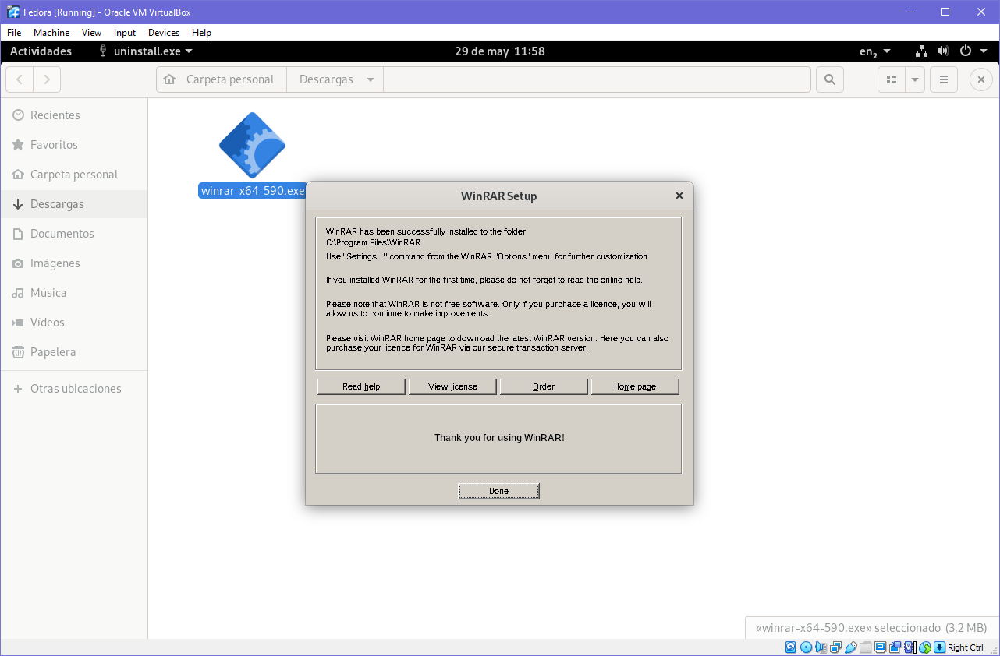 Fedora [Running] - Oracle VM VirtualBox
File Machine View Input Devices Help
Actividades uninstall.exe 29 de may 11:58 en2
Carpeta personal Descargas
Recientes
Favoritos
Carpeta personal
Descargas
Documentos
Imágenes
Música
Vídeos
Papelera
Otras ubicaciones
winrar-x64-590.exe
WinRAR Setup
WinRAR has been successfully installed to the folder
C:\Program Files\WinRAR
Use "Settings..." command from the WinRAR "Options" menu for further customization.
If you installed WinRAR for the first time, please do not forget to read the online help.
Please note that WinRAR is not free software. Only if you purchase a licence, you will
allow us to continue to make improvements.
Please visit WinRAR home page to download the latest WinRAR version. Here you can also
purchase your licence for WinRAR via our secure transaction server.
Read help View license Order Home page
Thank you for using WinRAR!
Done
«winrar-x64-590.exe» seleccionado (3,2 MB)
Right Ctrl